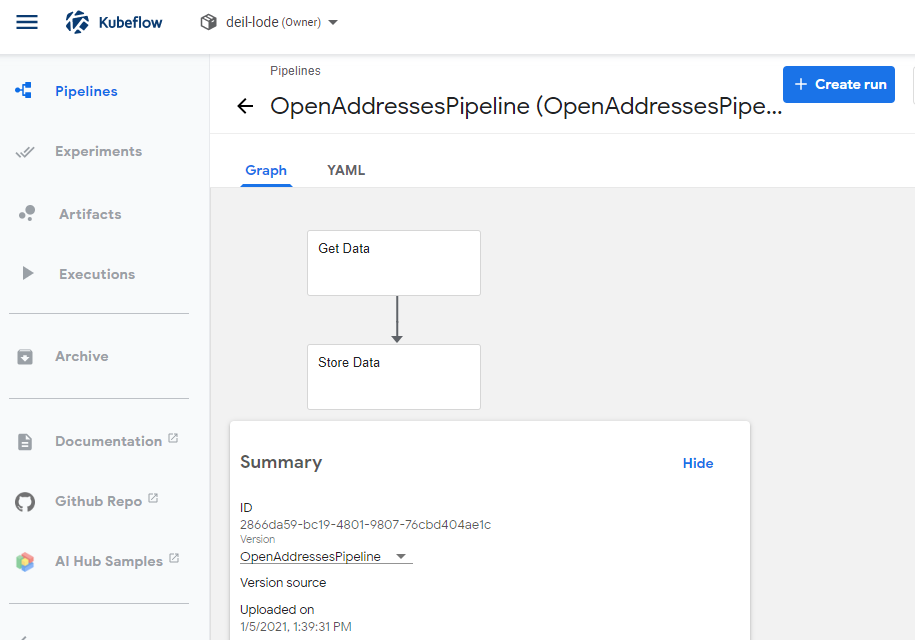 Kubeflow
deil-lode (Owner)
Pipelines
Experiments
Artifacts
Executions
Archive
Documentation
Github Repo
AI Hub Samples
Pipelines
OpenAddressesPipeline (OpenAddressesPipe...
+ Create run
Graph YAML
Get Data
Store Data
Summary
Hide
ID
2866da59-bc19-4801-9807-76cbd404ae1c
Version
OpenAddressesPipeline
Version source
Uploaded on
1/5/2021, 1:39:31 PM